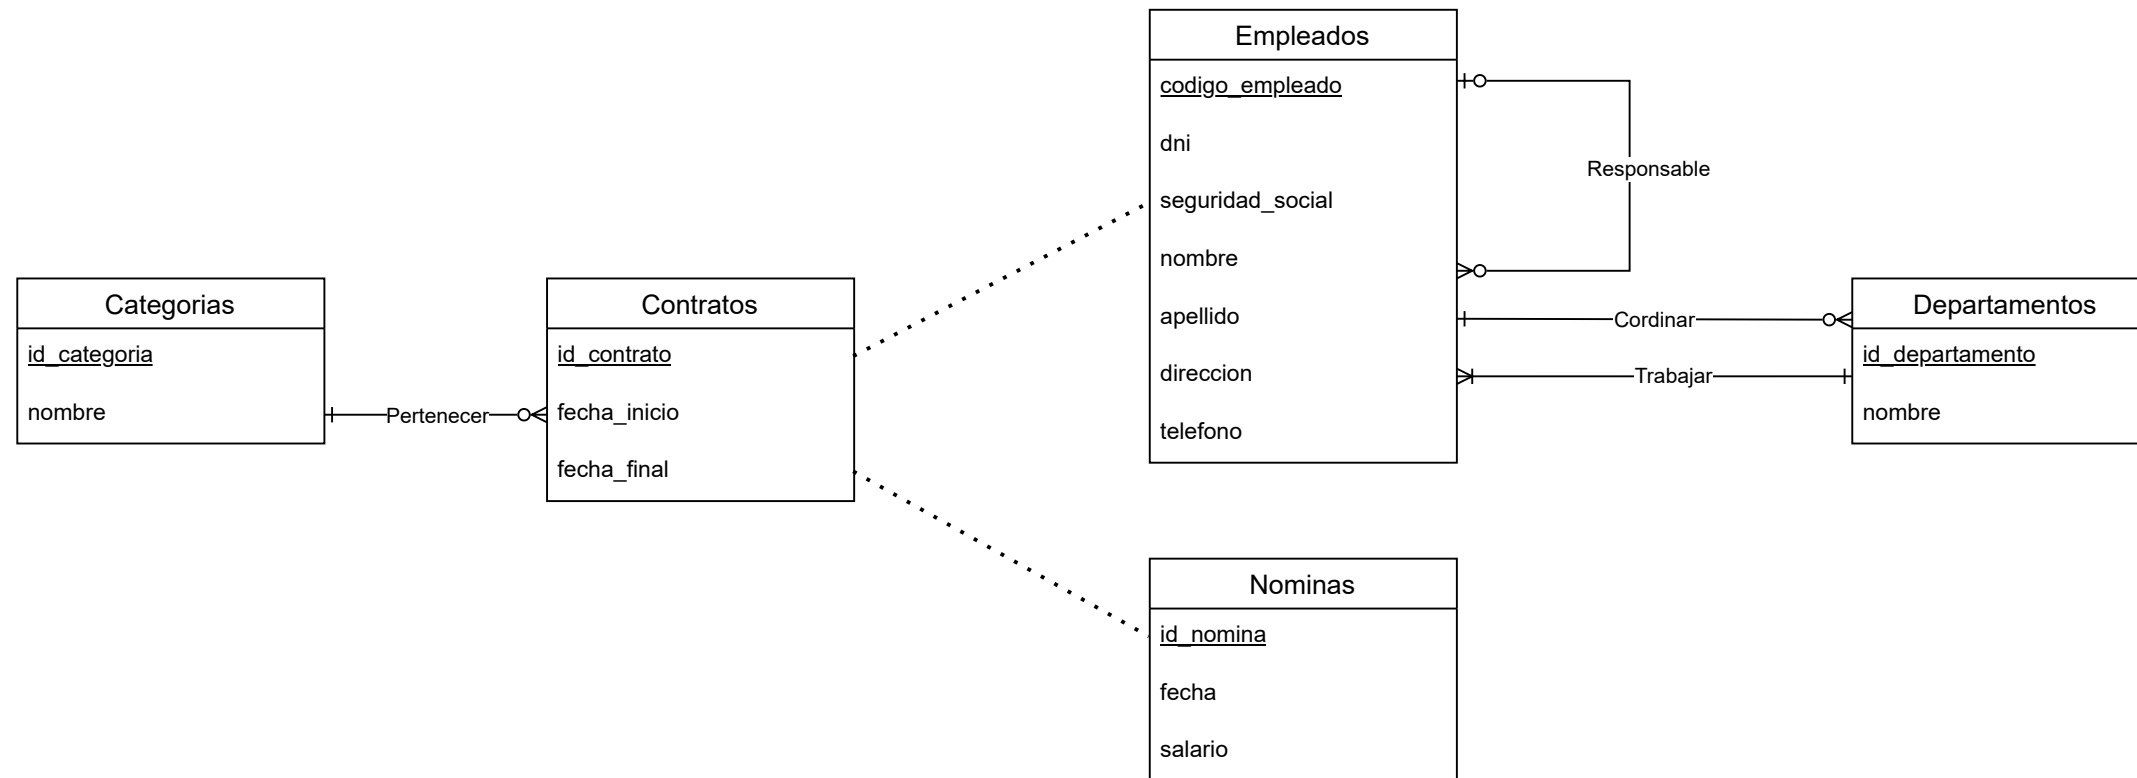 Empleados
codigo_empleado
dni
seguridad_social
nombre
apellido
direccion
telefono
Responsable
Cordinar
Trabajar
Categorias
id_categoria
nombre
Pertenecer
Contratos
id_contrato
fecha_inicio
fecha_final
Departamentos
id_departamento
nombre
Nominas
id_nomina
fecha
salario